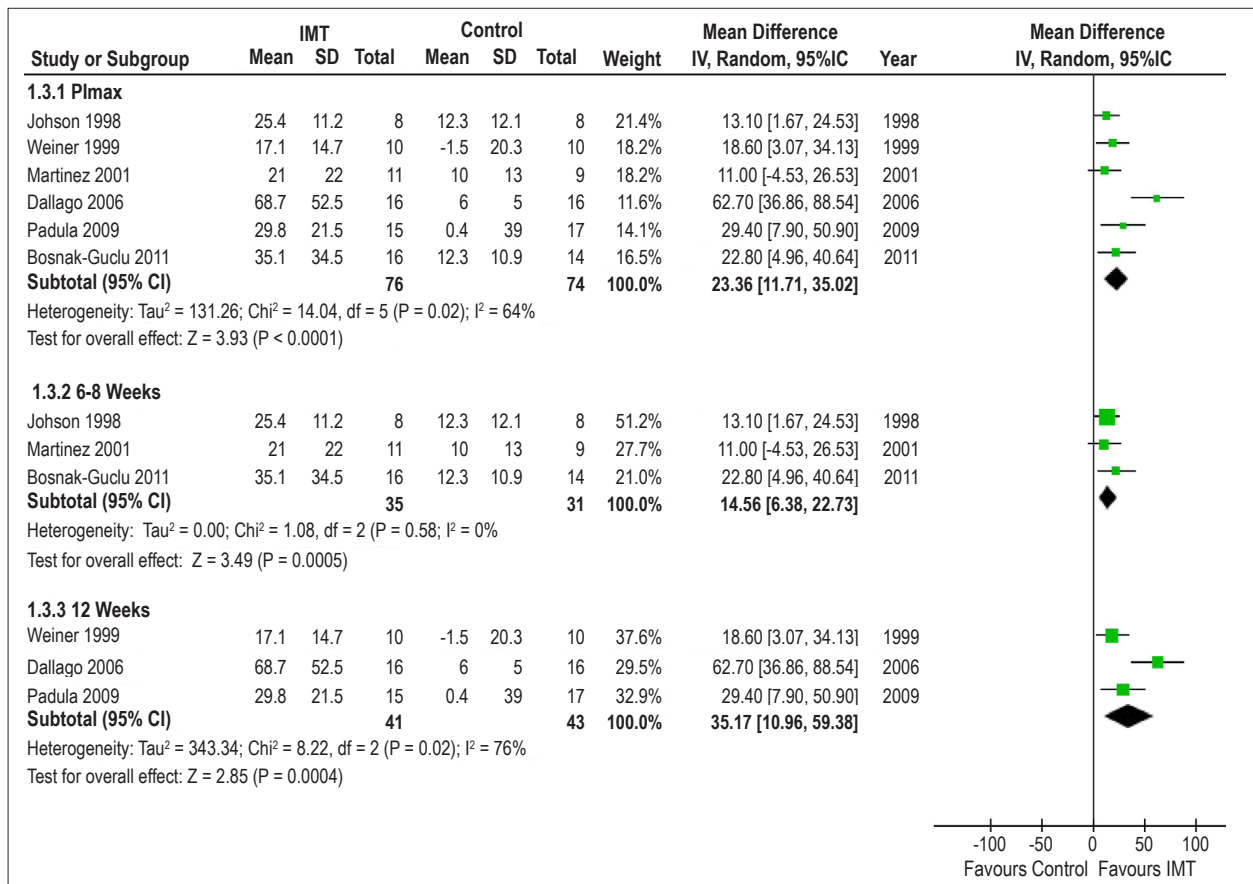 IMT Control Mean Difference Mean Difference
Study or Subgroup Mean SD Total Mean SD Total Weight IV, Random, 95%IC Year IV, Random, 95%IC
1.3.1 PImax
Johson 1998 25.4 11.2 8 12.3 12.1 8 21.4% 13.10 [1.67, 24.53] 1998
Weiner 1999 17.1 14.7 10 -1.5 20.3 10 18.2% 18.60 [3.07, 34.13] 1999
Martinez 2001 21 22 11 10 13 9 18.2% 11.00 [-4.53, 26.53] 2001
Dallago 2006 68.7 52.5 16 6 5 16 11.6% 62.70 [36.86, 88.54] 2006
Padula 2009 29.8 21.5 15 0.4 39 17 14.1% 29.40 [7.90, 50.90] 2009
Bosnak-Guclu 2011 35.1 34.5 16 12.3 10.9 14 16.5% 22.80 [4.96, 40.64] 2011
Subtotal (95% CI) 76 74 100.0% 23.36 [11.71, 35.02]
Heterogeneity: Tau² = 131.26; Chi² = 14.04, df = 5 (P = 0.02); I² = 64%
Test for overall effect: Z = 3.93 (P < 0.0001)
1.3.2 6-8 Weeks
Johson 1998 25.4 11.2 8 12.3 12.1 8 51.2% 13.10 [1.67, 24.53] 1998
Martinez 2001 21 22 11 10 13 9 27.7% 11.00 [-4.53, 26.53] 2001
Bosnak-Guclu 2011 35.1 34.5 16 12.3 10.9 14 21.0% 22.80 [4.96, 40.64] 2011
Subtotal (95% CI) 35 31 100.0% 14.56 [6.38, 22.73]
Heterogeneity: Tau² = 0.00; Chi² = 1.08, df = 2 (P = 0.58; I² = 0%
Test for overall effect: Z = 3.49 (P = 0.0005)
1.3.3 12 Weeks
Weiner 1999 17.1 14.7 10 -1.5 20.3 10 37.6% 18.60 [3.07, 34.13] 1999
Dallago 2006 68.7 52.5 16 6 5 16 29.5% 62.70 [36.86, 88.54] 2006
Padula 2009 29.8 21.5 15 0.4 39 17 32.9% 29.40 [7.90, 50.90] 2009
Subtotal (95% CI) 41 43 100.0% 35.17 [10.96, 59.38]
Heterogeneity: Tau² = 343.34; Chi² = 8.22, df = 2 (P = 0.02); I² = 76%
Test for overall effect: Z = 2.85 (P = 0.0004)
-100 -50 0 50 100
Favours Control Favours IMT